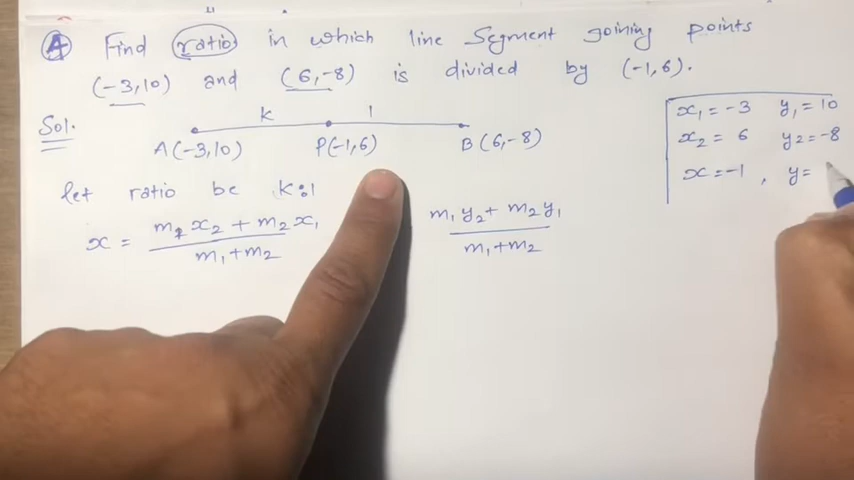 A Find ratio in which line Segment joining points
(-3,10) and (6,-8) is divided by (-1,6).
Sol.
k 1
A(-3,10) P(-1,6) B(6,-8)
let ratio be k:1
x = m₁x₂ + m₂x₁ / m₁+m₂
m₁y₂ + m₂y₁ / m₁+m₂
x₁ = -3 y₁ = 10
x₂ = 6 y₂ = -8
x = -1 , y =